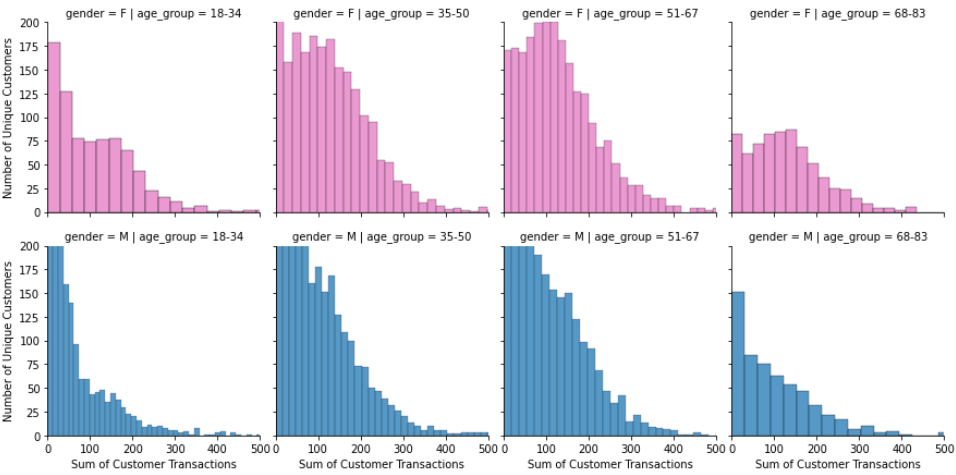 gender = F | age_group = 18-34
gender = F | age_group = 35-50
gender = F | age_group = 51-67
gender = F | age_group = 68-83
Number of Unique Customers
200
175
150
125
100
75
50
25
0
gender = M | age_group = 18-34
gender = M | age_group = 35-50
gender = M | age_group = 51-67
gender = M | age_group = 68-83
Number of Unique Customers
200
175
150
125
100
75
50
25
0
0 100 200 300 400 500
0 100 200 300 400 500
0 100 200 300 400 500
0 100 200 300 400 500
Sum of Customer Transactions
Sum of Customer Transactions
Sum of Customer Transactions
Sum of Customer Transactions